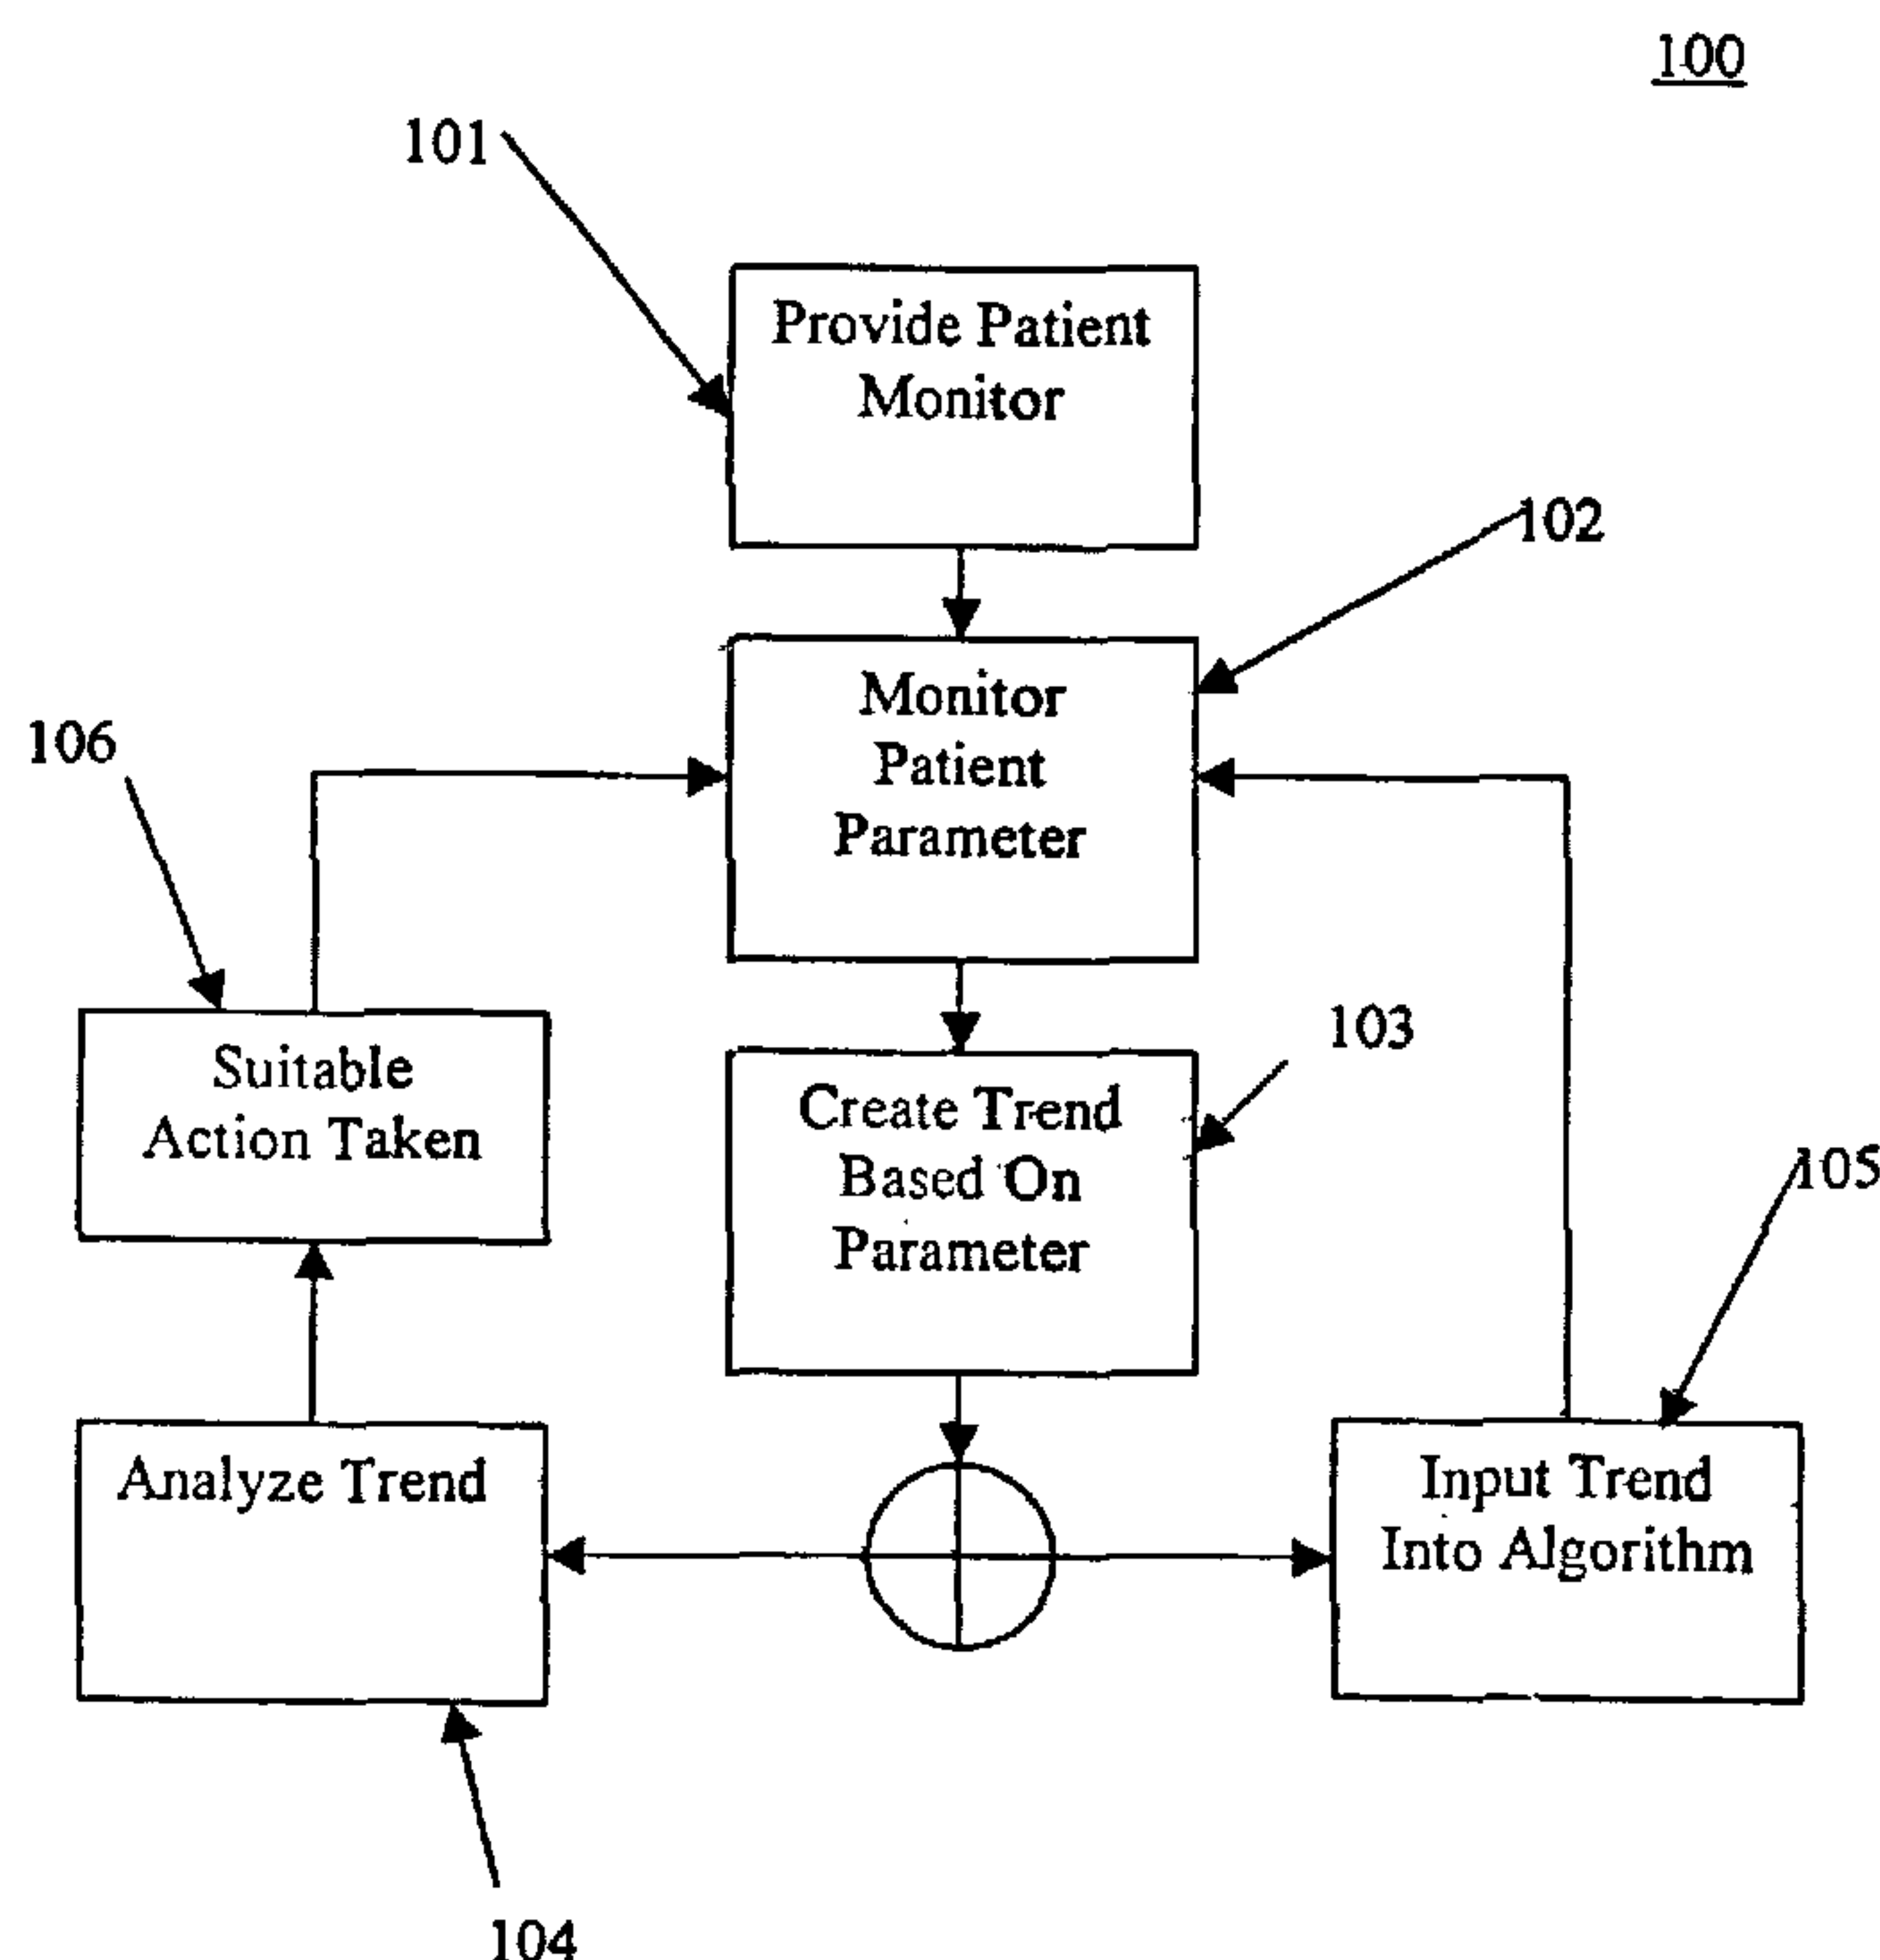 100
101
Provide Patient
Monitor
102
Monitor
Patient
Parameter
106
103
Suitable
Action Taken
Create Trend
Based On
Parameter
105
Analyze Trend
Input Trend
Into Algorithm
104